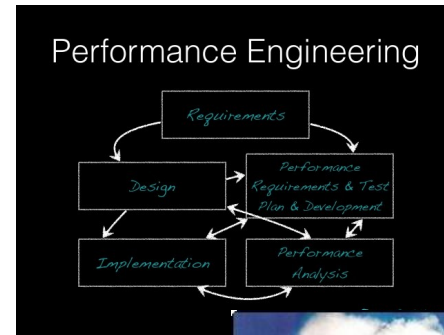 Performance Engineering
Requirements
Design
Performance
Requirements & Test
Plan & Development
Implementation
Performance
Analysis